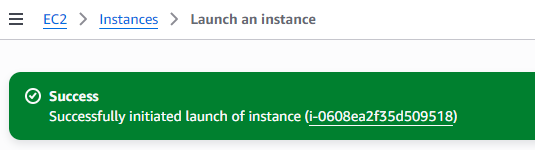 EC2 > Instances > Launch an instance
Success
Successfully initiated launch of instance (i-0608ea2f35d509518)